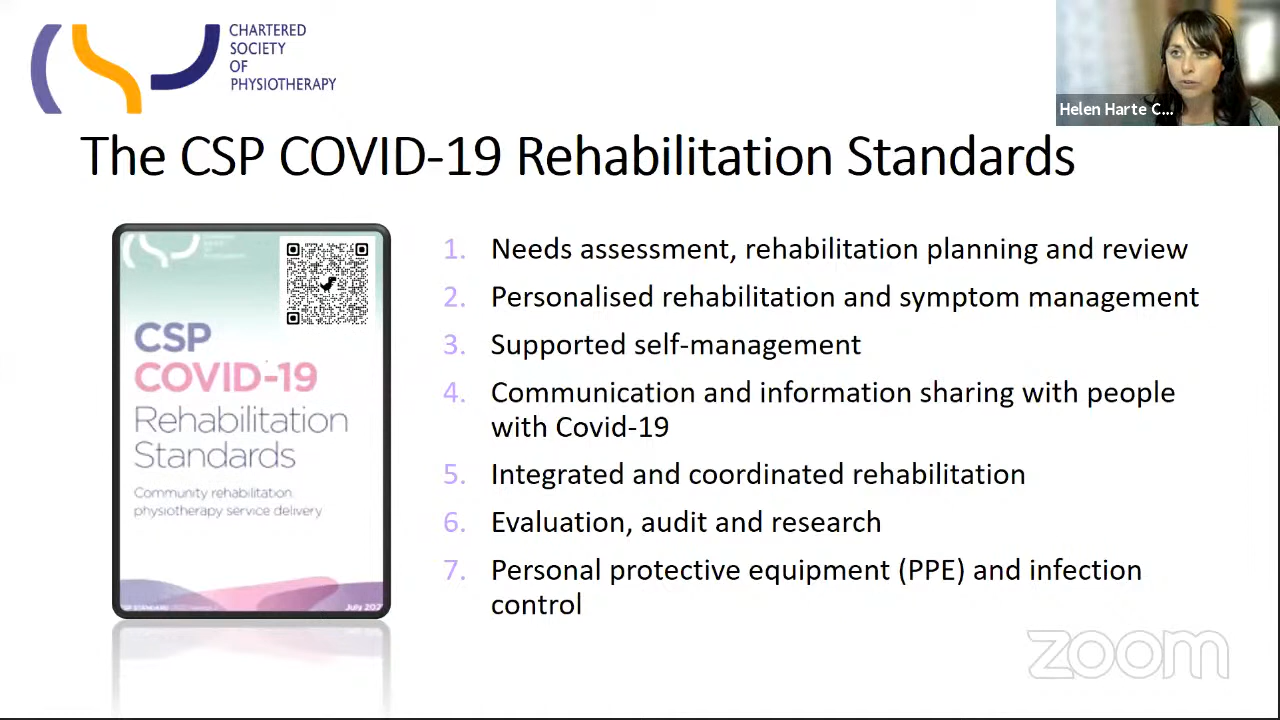 CHARTERED
SOCIETY
OF
PHYSIOTHERAPY
Helen Harte C...
The CSP COVID-19 Rehabilitation Standards
CSP
COVID-19
Rehabilitation
Standards
Community rehabilitation
physiotherapy service delivery
July 202
1. Needs assessment, rehabilitation planning and review
2. Personalised rehabilitation and symptom management
3. Supported self-management
4. Communication and information sharing with people
with Covid-19
5. Integrated and coordinated rehabilitation
6. Evaluation, audit and research
7. Personal protective equipment (PPE) and infection
control
zoom